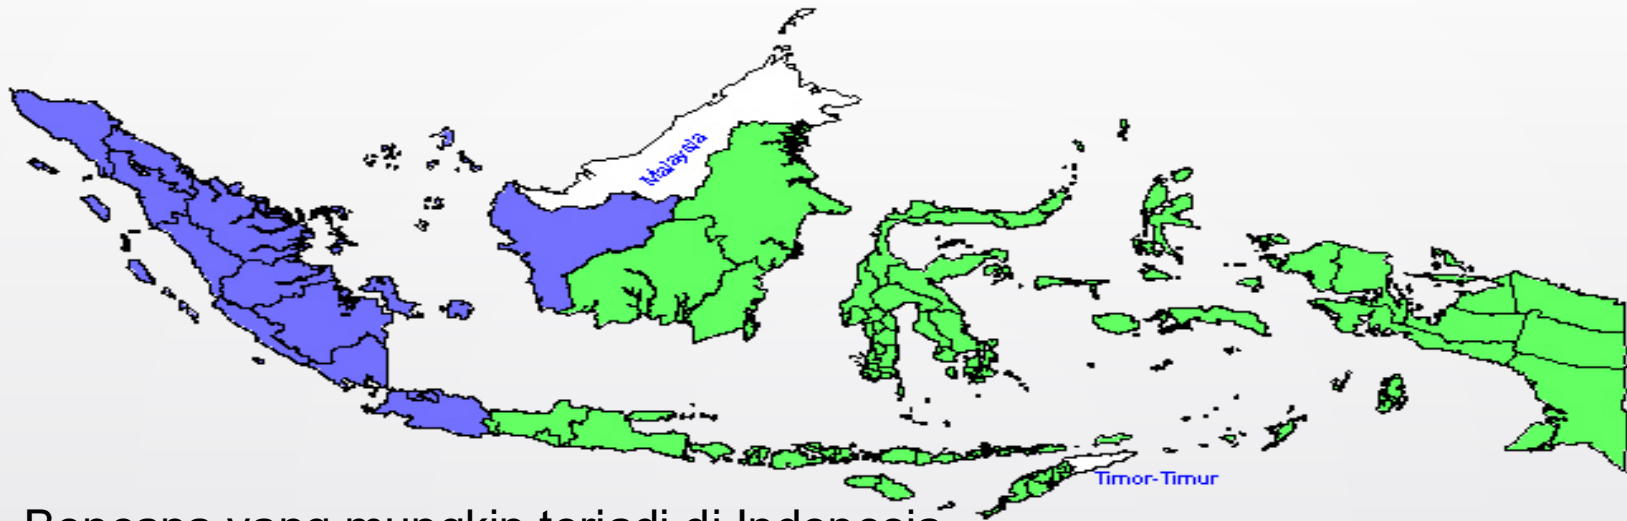 Malaysia
Timor-Timur
Bencana yang mungkin terjadi di Indonesia